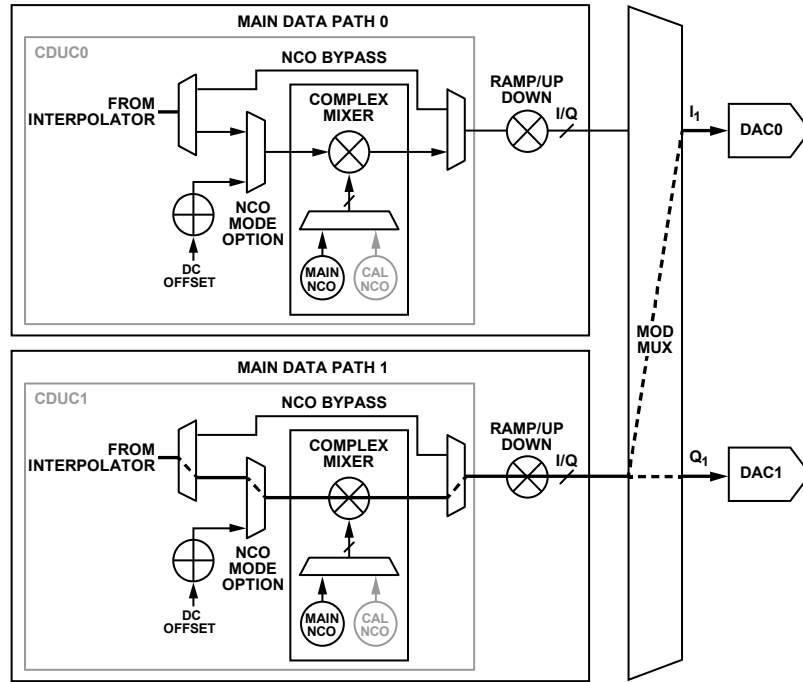 MAIN DATA PATH 0
CDUC0
NCO BYPASS
FROM
INTERPOLATOR
COMPLEX
MIXER
RAMP/UP
DOWN
I/Q
I1
DAC0
NCO
MODE
OPTION
DC
OFFSET
MAIN
NCO
CAL
NCO
MOD
MUX
MAIN DATA PATH 1
CDUC1
NCO BYPASS
FROM
INTERPOLATOR
COMPLEX
MIXER
RAMP/UP
DOWN
I/Q
Q1
DAC1
NCO
MODE
OPTION
DC
OFFSET
MAIN
NCO
CAL
NCO